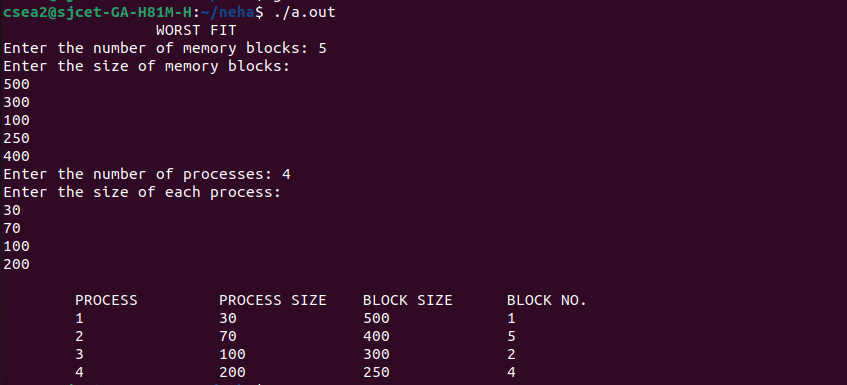 csea2@sjcet-GA-H81M-H:~/neha$ ./a.out
WORST FIT
Enter the number of memory blocks: 5
Enter the size of memory blocks:
500
300
100
250
400
Enter the number of processes: 4
Enter the size of each process:
30
70
100
200
PROCESS PROCESS SIZE BLOCK SIZE BLOCK NO.
1 30 500 1
2 70 400 5
3 100 300 2
4 200 250 4